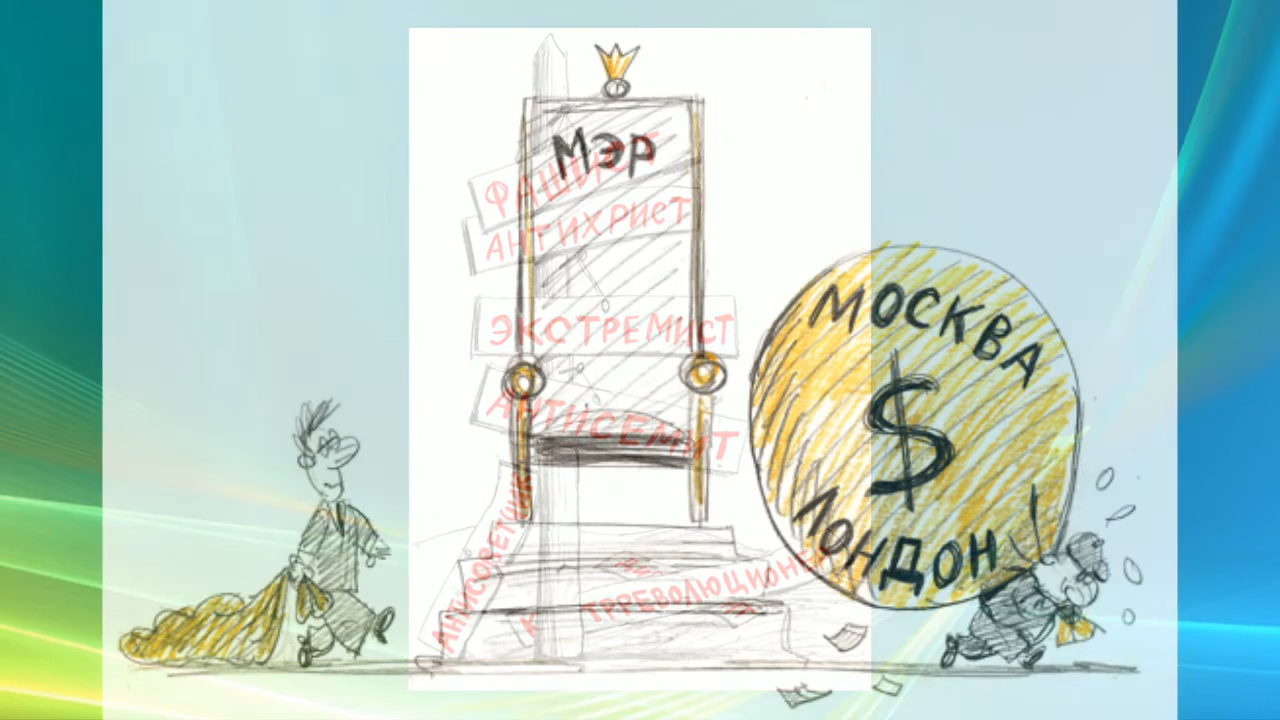 Мэр
ФАШИСТ
АНТИХРИСТ
ЭКСТРЕМИСТ
АНТИСЕМИТ
МОСКВА
$
ЛОНДОН